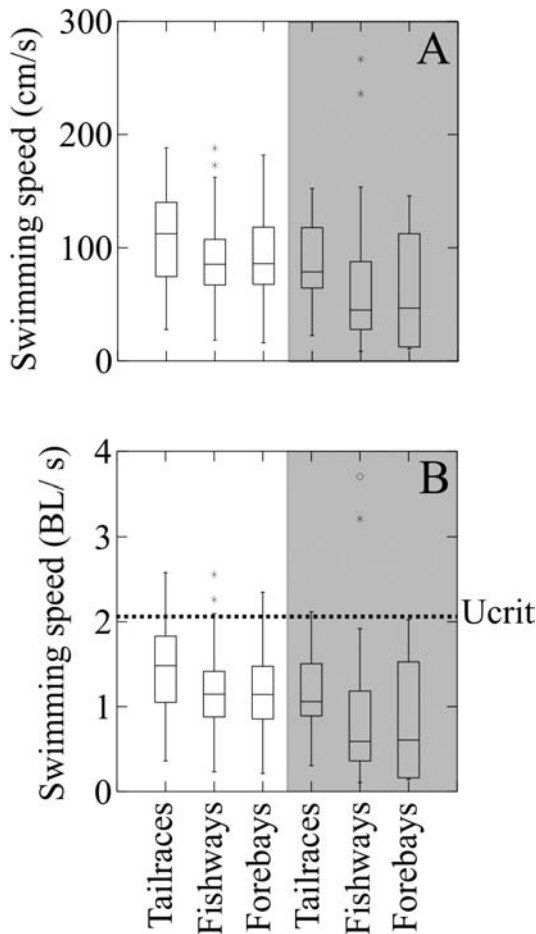 Swimming speed (cm/s)
300
200
100
0
A
Swimming speed (BL/ s)
4
3
2
1
0
B
Ucrit
Tailraces
Fishways
Forebays
Tailraces
Fishways
Forebays